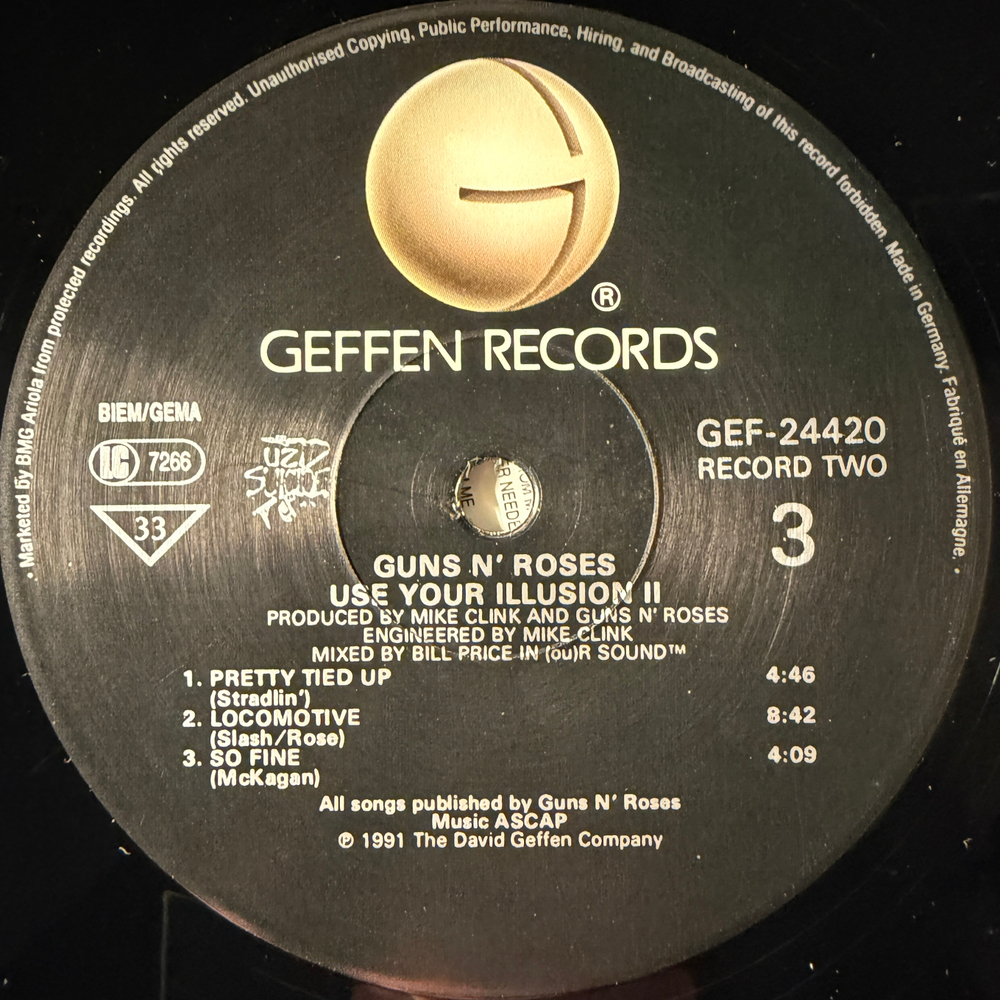 • Marketed by BMG Ariola from protected recordings. All rights reserved. Unauthorised Copying, Public Performance, Hiring, and Broadcasting of this record forbidden. Made in Germany. Fabriqué en Allemagne. •
®
GEFFEN RECORDS
BIEM/GEMA
LC 7266
33
GEF-24420
RECORD TWO
3
OM M
ER NEEDE
ME
GUNS N' ROSES
USE YOUR ILLUSION II
PRODUCED BY MIKE CLINK AND GUNS N' ROSES
ENGINEERED BY MIKE CLINK
MIXED BY BILL PRICE IN (ou)R SOUND™
1. PRETTY TIED UP 4:46
(Stradlin')
2. LOCOMOTIVE 8:42
(Slash/Rose)
3. SO FINE 4:09
(McKagan)
All songs published by Guns N' Roses
Music ASCAP
℗ 1991 The David Geffen Company